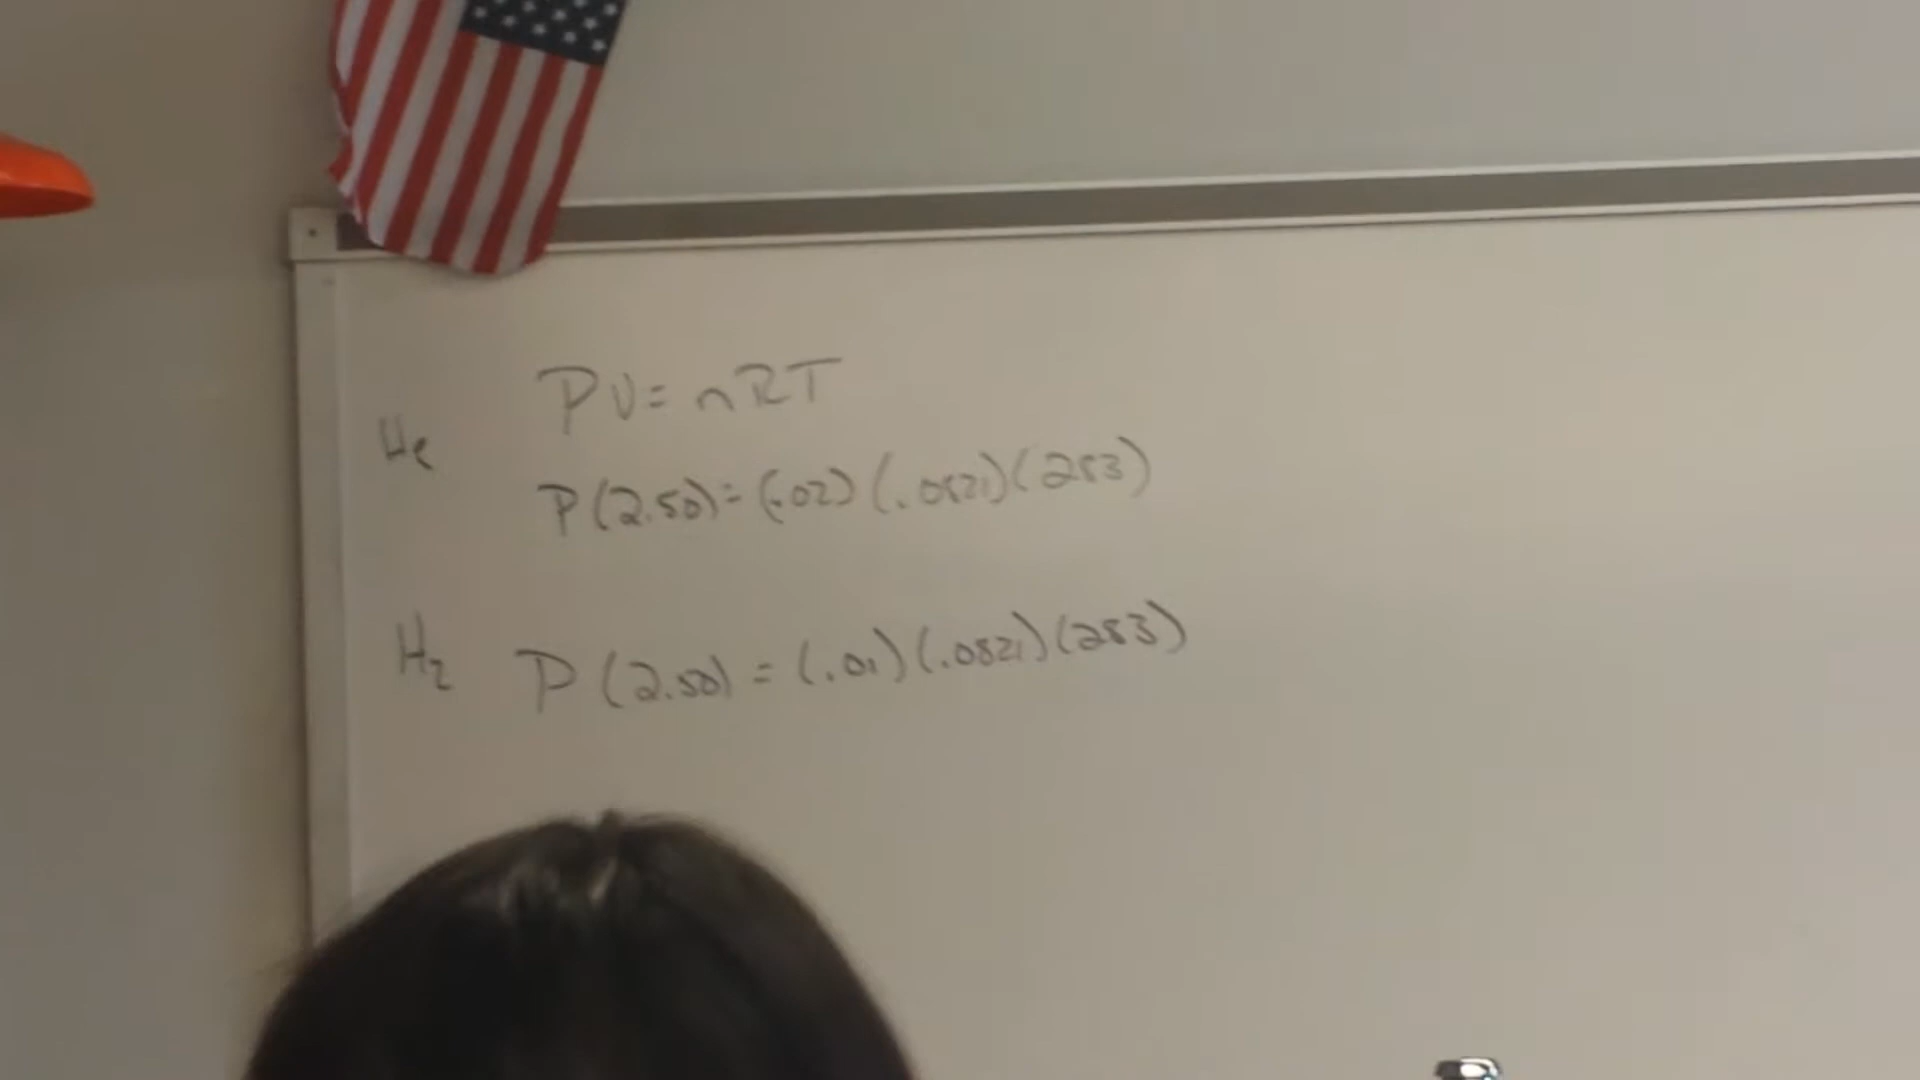 PV = nRT
He
P(2.50) = (.02) (.0821) (283)
H₂ P (2.50) = (.01) (.0821) (283)